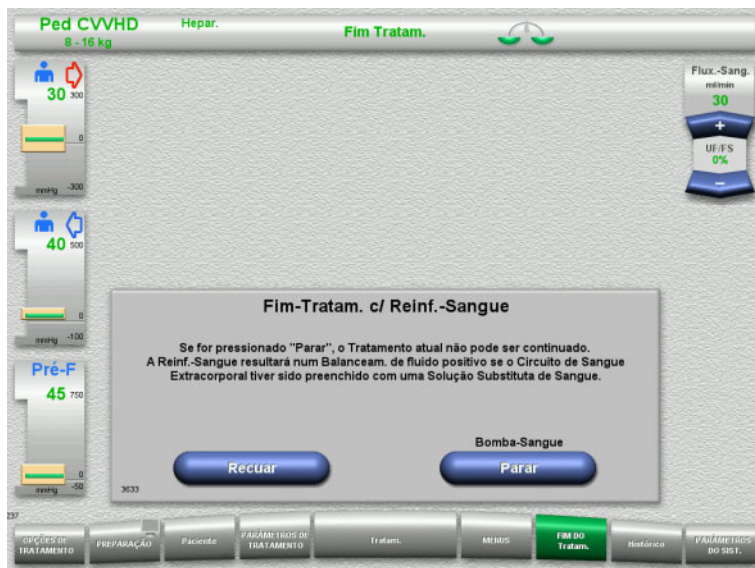 Ped CVVHD
8 - 16 kg
Hepar.
Fim Tratam.
30
300
0
mmHg
-300
40
500
0
mmHg
-100
Pré-F
45
750
0
mmHg
-50
Flux.-Sang.
ml/min
30
+
UF/FS
0%
−
Fim-Tratam. c/ Reinf.-Sangue
Se for pressionado "Parar", o Tratamento atual não pode ser continuado.
A Reinf.-Sangue resultará num Balanceam. de fluído positivo se o Circuito de Sangue
Extracorporal tiver sido preenchido com uma Solução Substituta de Sangue.
Bomba-Sangue
Recuar
Parar
3633
237
OPÇÕES DE
TRATAMENTO
PREPARAÇÃO
Paciente
PARÂMETROS DE
TRATAMENTO
Tratam.
MENUS
FIM DO
Tratam.
Histórico
PARÂMETROS
DO SIST.